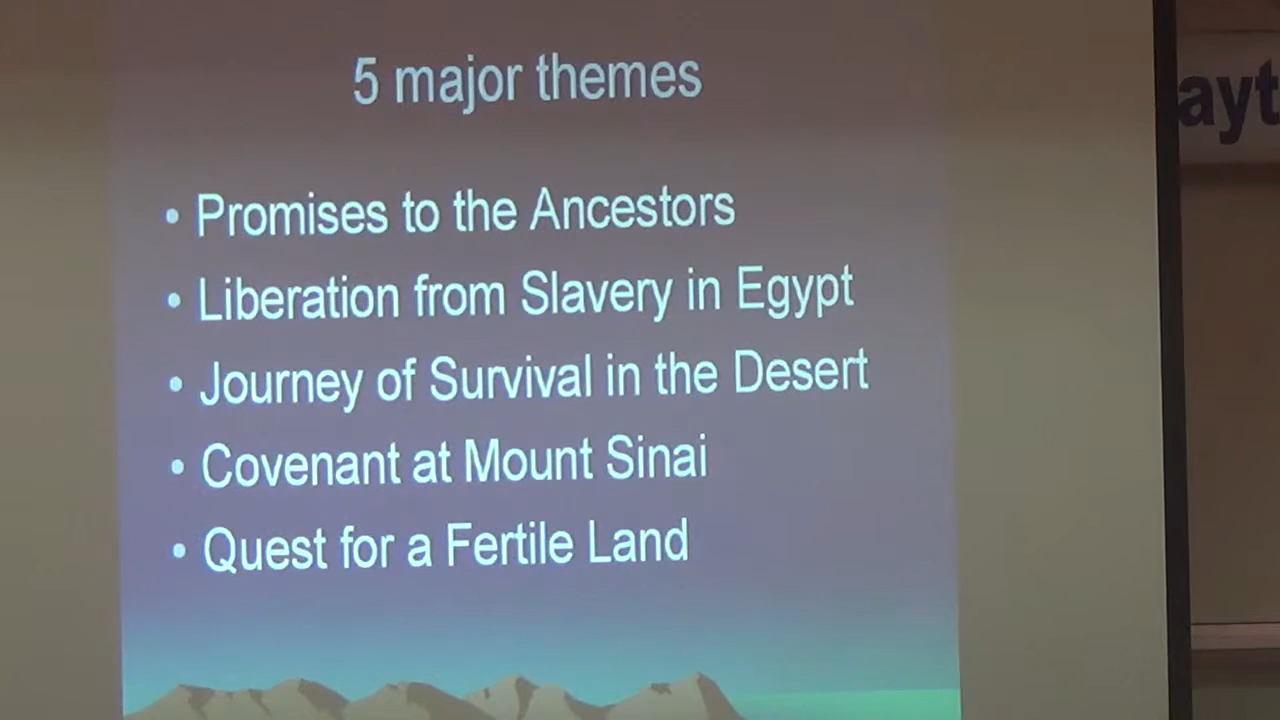 5 major themes
• Promises to the Ancestors
• Liberation from Slavery in Egypt
• Journey of Survival in the Desert
• Covenant at Mount Sinai
• Quest for a Fertile Land